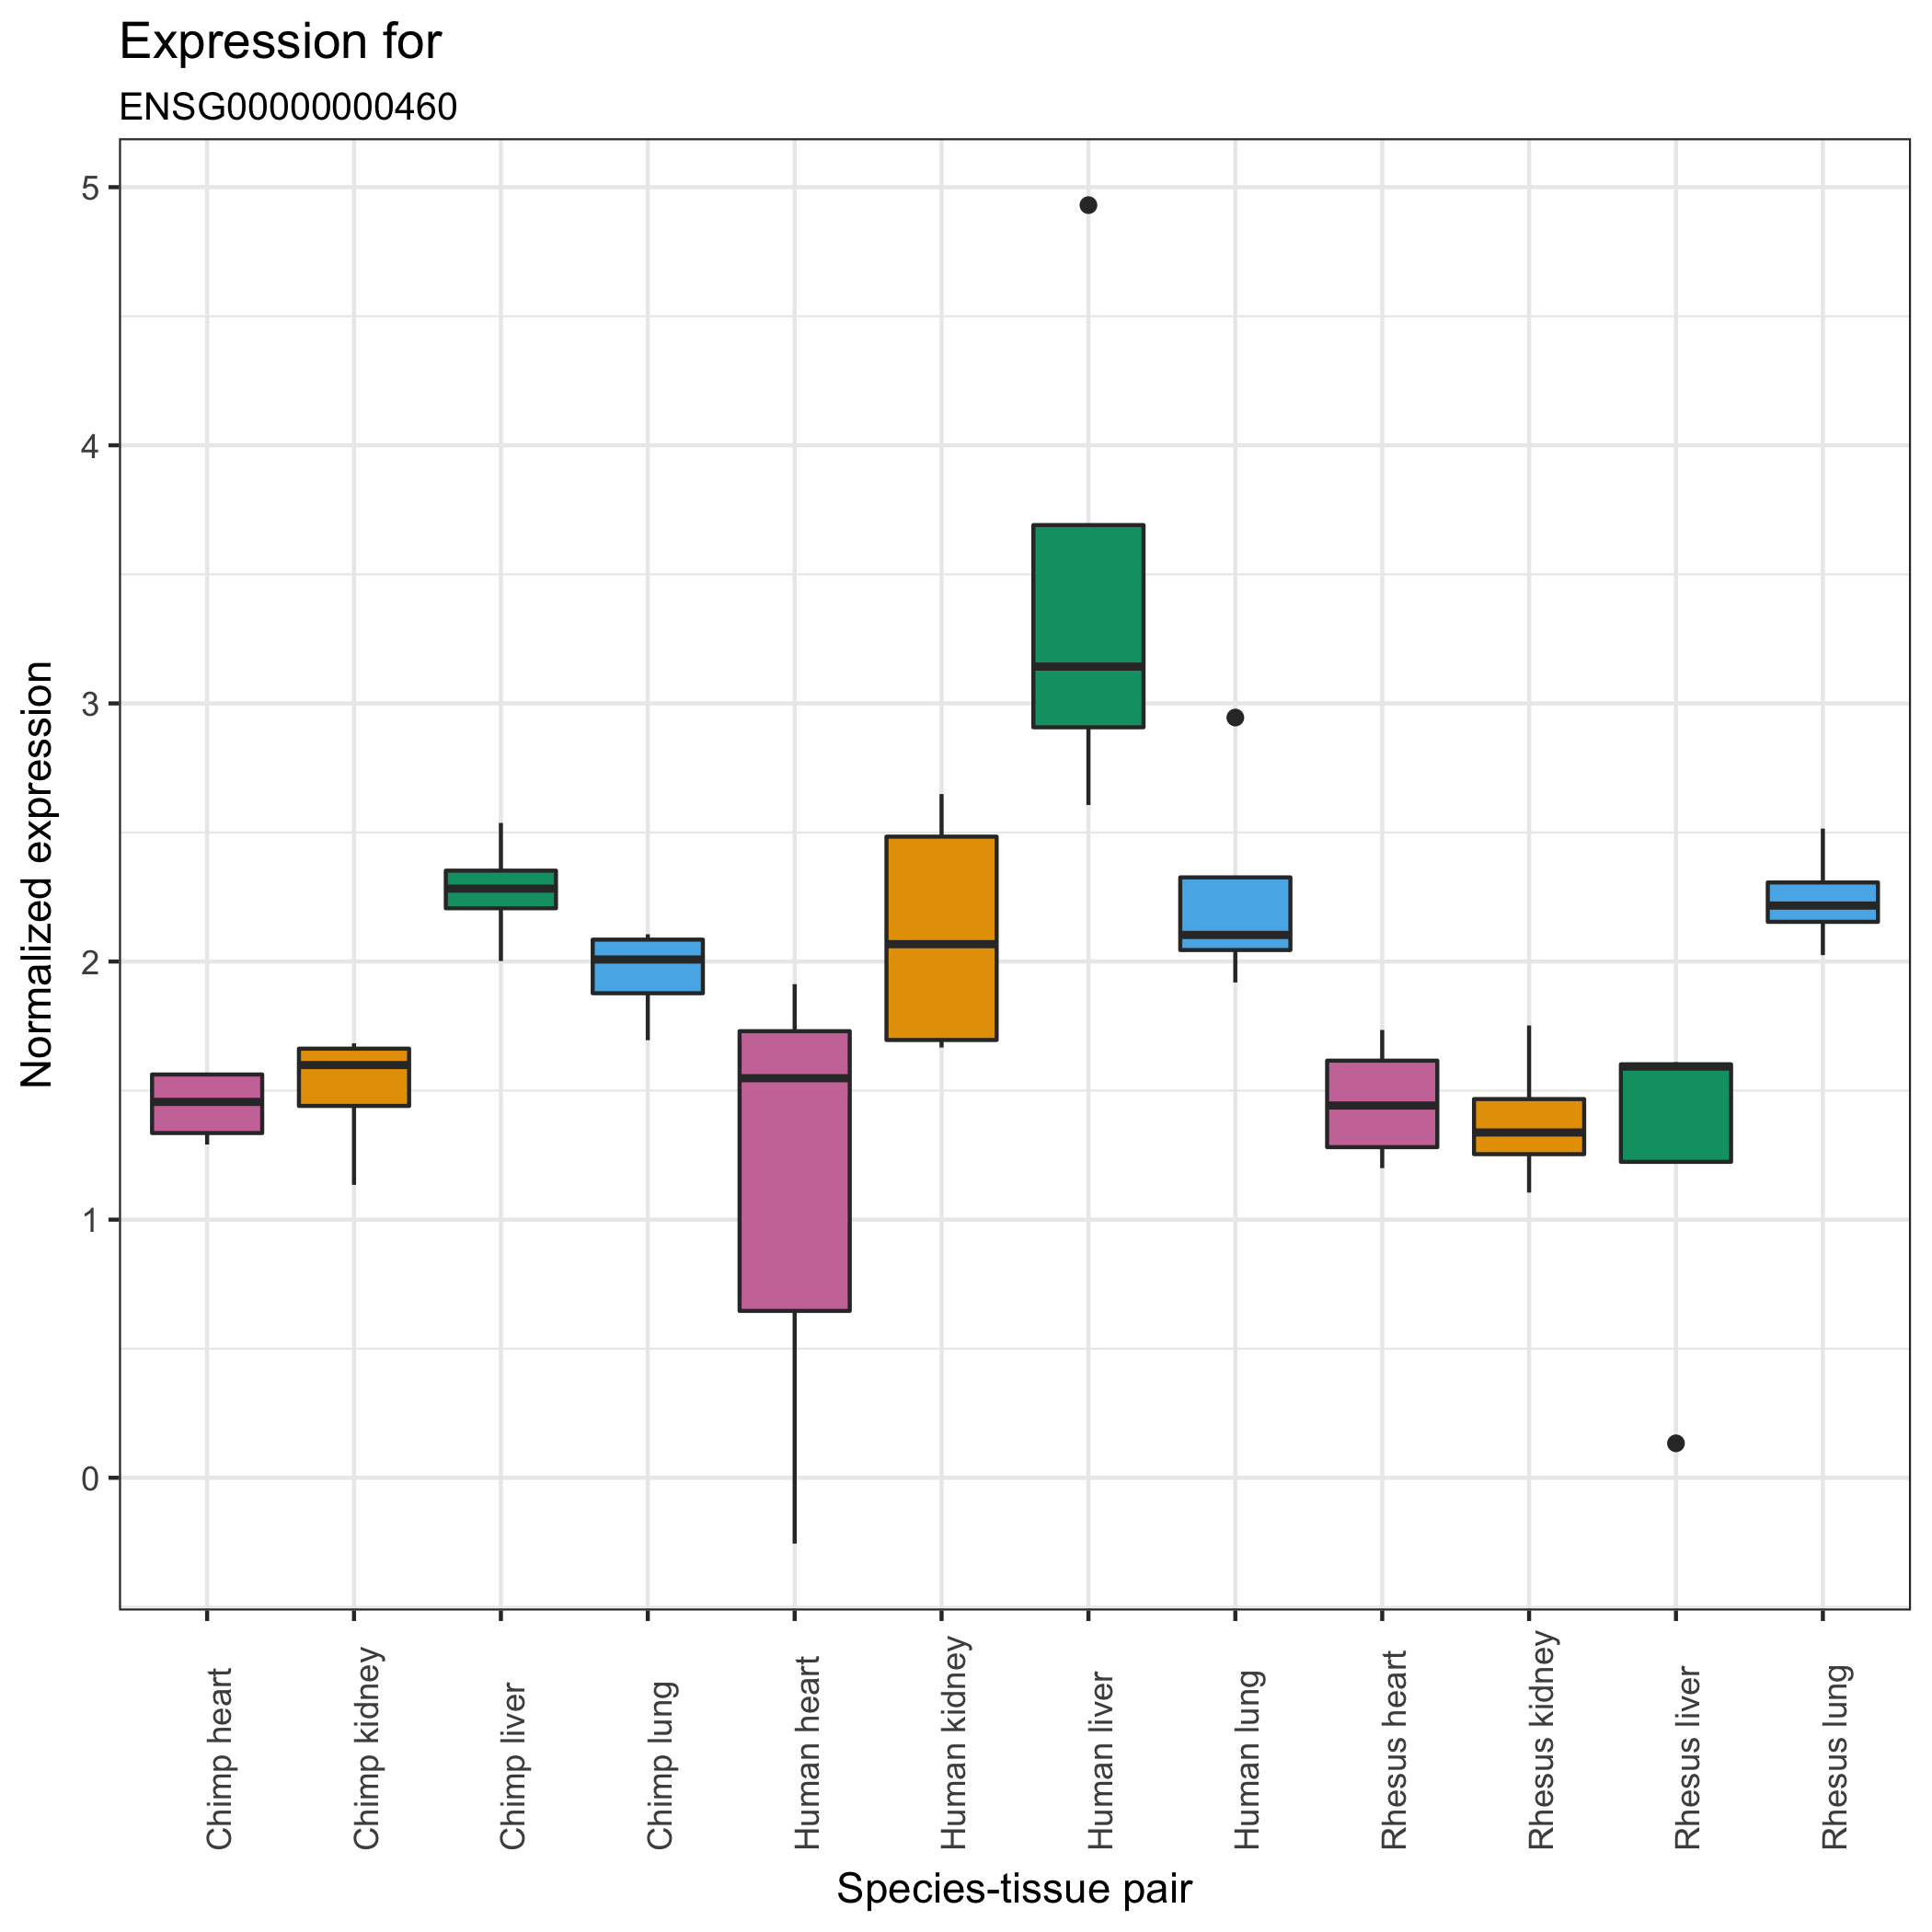 Expression for
ENSG00000000460
Normalized expression
5
4
3
2
1
0
Chimp heart
Chimp kidney
Chimp liver
Chimp lung
Human heart
Human kidney
Human liver
Human lung
Rhesus heart
Rhesus kidney
Rhesus liver
Rhesus lung
Species-tissue pair